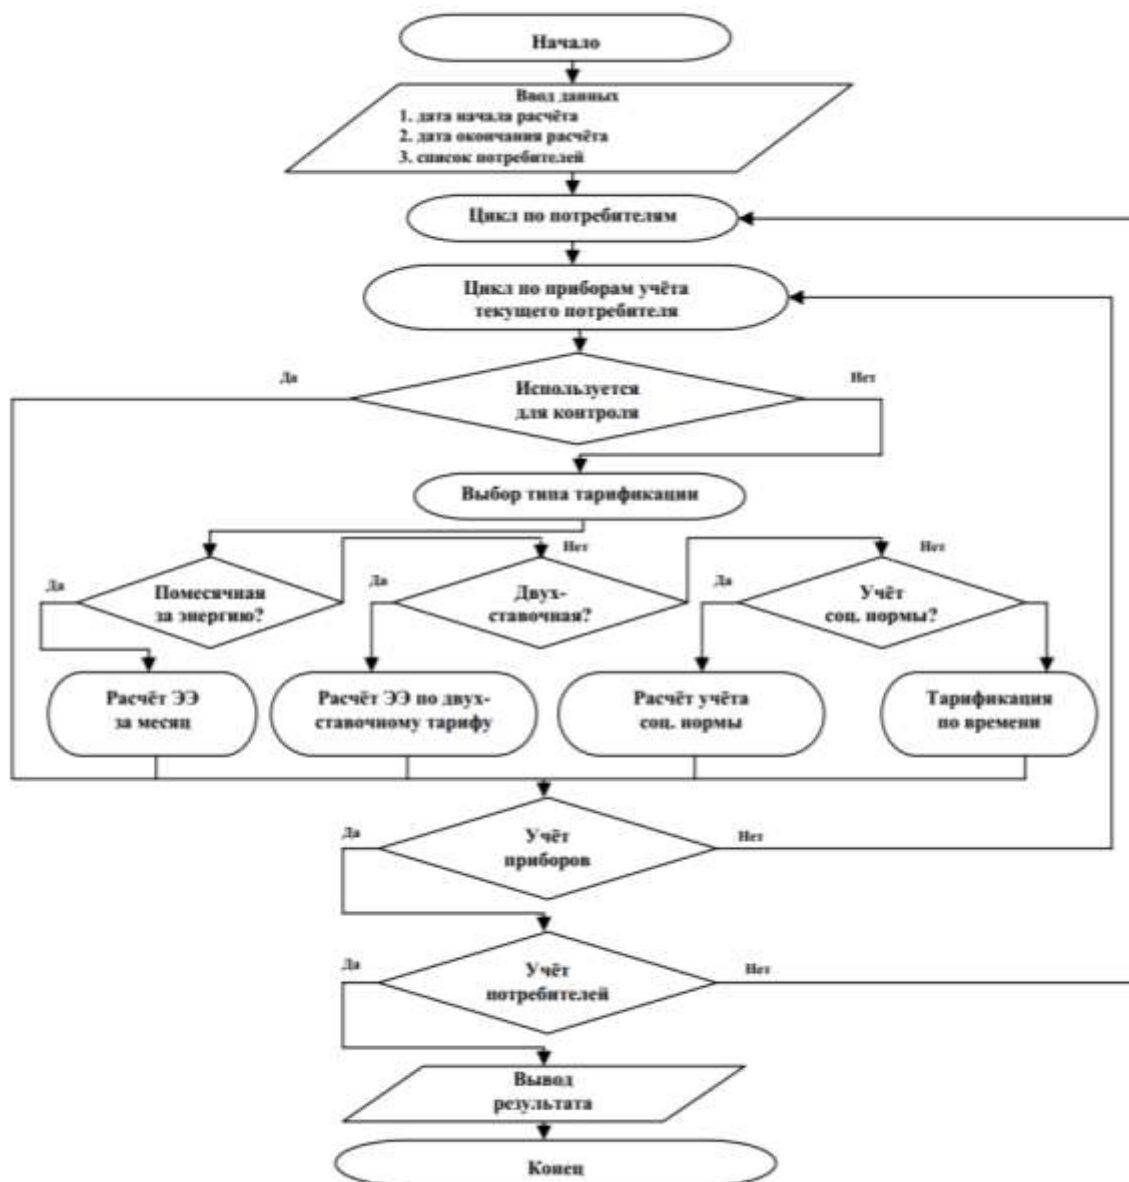 Начало
Ввод данных
1. дата начала расчёта
2. дата окончания расчёта
3. список потребителей
Цикл по потребителям
Цикл по приборам учёта
текущего потребителя
Да
Нет
Используется
для контроля
Выбор типа тарификации
Да
Помесячная
за энергию?
Нет
Да
Двух-
ставочная?
Нет
Да
Учёт
соц. нормы?
Расчёт ЭЭ
за месяц
Расчёт ЭЭ по двух-
ставочному тарифу
Расчёт учёта
соц. нормы
Тарификация
по времени
Да
Учёт
приборов
Нет
Да
Учёт
потребителей
Нет
Вывод
результата
Конец